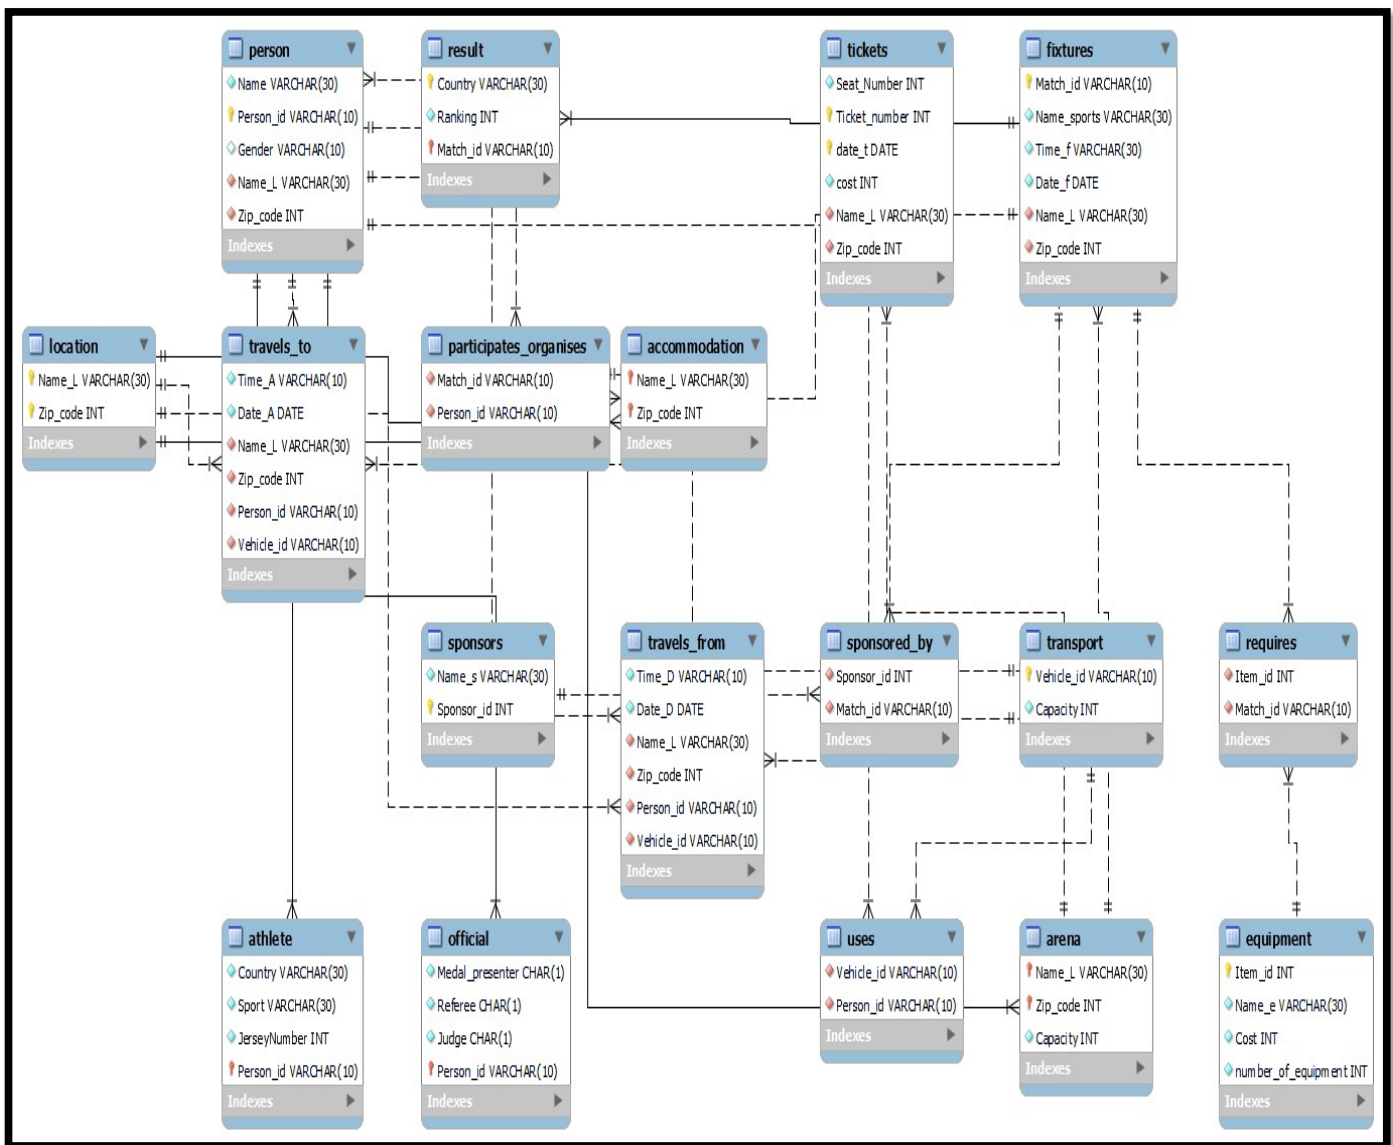 person
Name VARCHAR(30)
Person_id VARCHAR(10)
Gender VARCHAR(10)
Name_L VARCHAR(30)
Zip_code INT
Indexes
result
Country VARCHAR(30)
Ranking INT
Match_id VARCHAR(10)
Indexes
tickets
Seat_Number INT
Ticket_number INT
date_t DATE
cost INT
Name_L VARCHAR(30)
Zip_code INT
Indexes
fixtures
Match_id VARCHAR(10)
Name_sports VARCHAR(30)
Time_f VARCHAR(30)
Date_f DATE
Name_L VARCHAR(30)
Zip_code INT
Indexes
location
Name_L VARCHAR(30)
Zip_code INT
Indexes
travels_to
Time_A VARCHAR(10)
Date_A DATE
Name_L VARCHAR(30)
Zip_code INT
Person_id VARCHAR(10)
Vehicle_id VARCHAR(10)
Indexes
participates_organises
Match_id VARCHAR(10)
Person_id VARCHAR(10)
Indexes
accommodation
Name_L VARCHAR(30)
Zip_code INT
Indexes
sponsors
Name_s VARCHAR(30)
Sponsor_id INT
Indexes
travels_from
Time_D VARCHAR(10)
Date_D DATE
Name_L VARCHAR(30)
Zip_code INT
Person_id VARCHAR(10)
Vehicle_id VARCHAR(10)
Indexes
sponsored_by
Sponsor_id INT
Match_id VARCHAR(10)
Indexes
transport
Vehicle_id VARCHAR(10)
Capacity INT
Indexes
requires
Item_id INT
Match_id VARCHAR(10)
Indexes
athlete
Country VARCHAR(30)
Sport VARCHAR(30)
JerseyNumber INT
Person_id VARCHAR(10)
Indexes
official
Medal_presenter CHAR(1)
Referee CHAR(1)
Judge CHAR(1)
Person_id VARCHAR(10)
Indexes
uses
Vehicle_id VARCHAR(10)
Person_id VARCHAR(10)
Indexes
arena
Name_L VARCHAR(30)
Zip_code INT
Capacity INT
Indexes
equipment
Item_id INT
Name_e VARCHAR(30)
Cost INT
number_of_equipment INT
Indexes